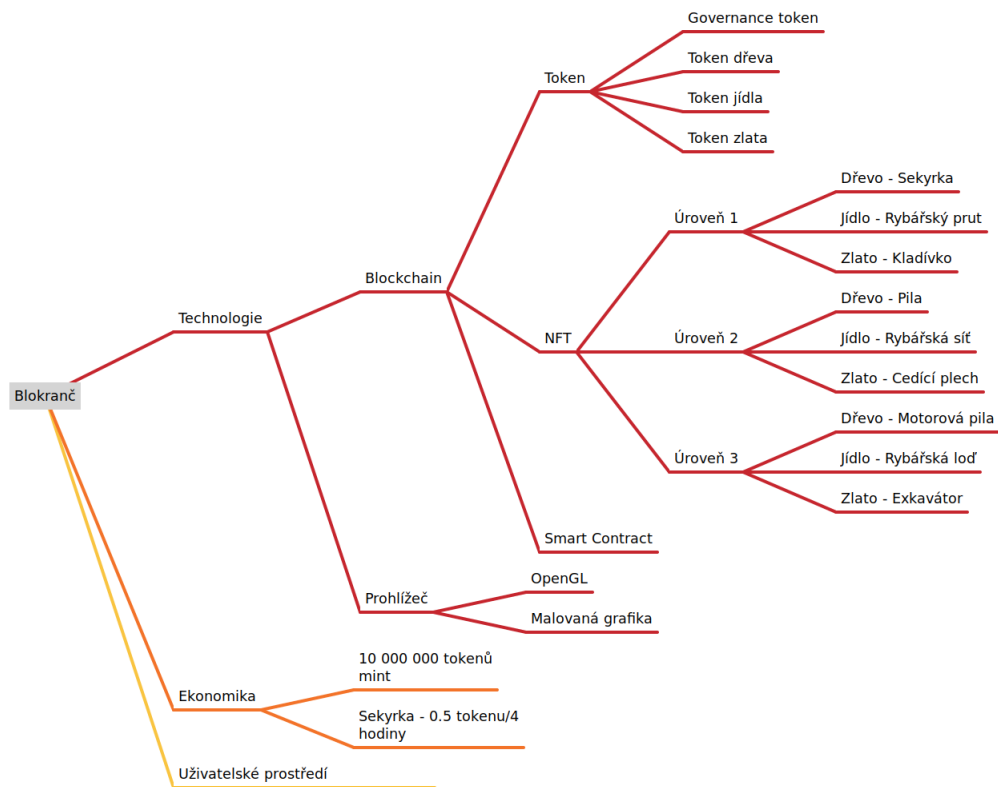 Governance token
Token dřeva
Token
Token jídla
Token zlata
Dřevo - Sekyrka
Úroveň 1
Jídlo - Rybářský prut
Zlato - Kladívko
Blockchain
Dřevo - Pila
Technologie
NFT
Úroveň 2
Jídlo - Rybářská síť
Zlato - Cedící plech
Blokranč
Dřevo - Motorová pila
Úroveň 3
Jídlo - Rybářská loď
Zlato - Exkavátor
Smart Contract
OpenGL
Prohlížeč
Malovaná grafika
10 000 000 tokenů
mint
Ekonomika
Sekyrka - 0.5 tokenu/4
hodiny
Uživatelské prostředí